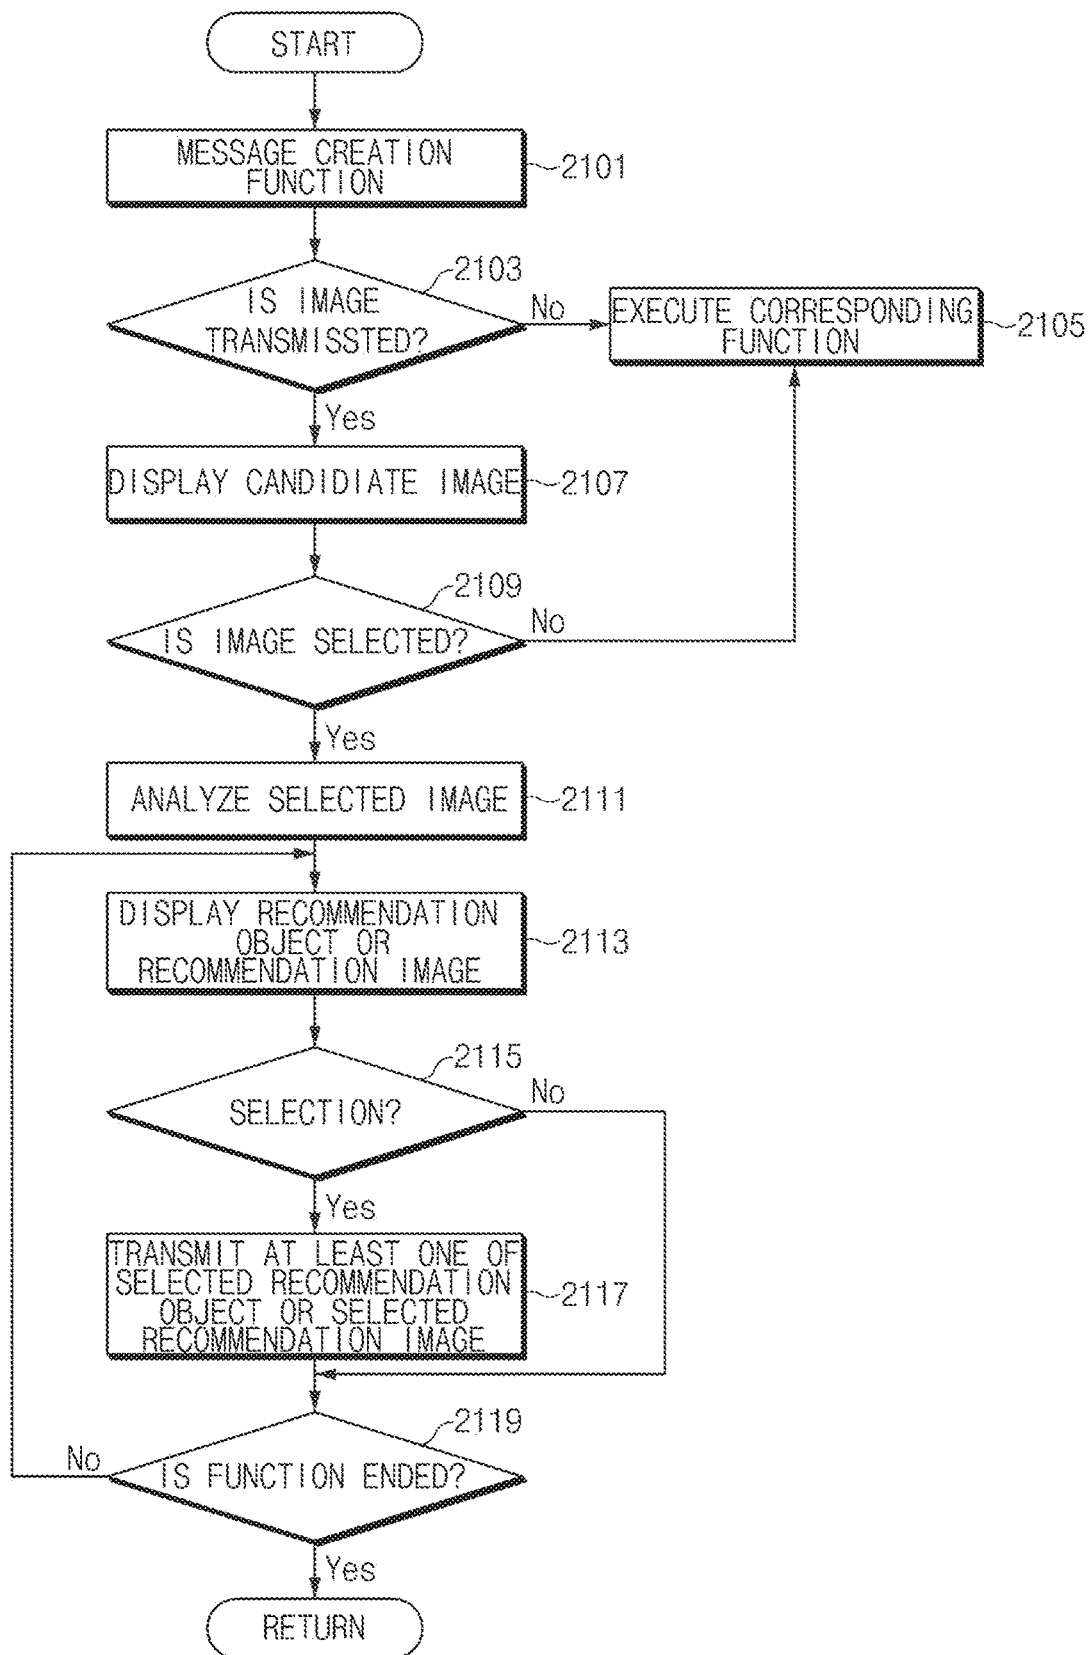 START
MESSAGE CREATION
FUNCTION
2101
2103
IS IMAGE
TRANSMISSTED?
No
EXECUTE CORRESPONDING
FUNCTION
2105
Yes
DISPLAY CANDIDIATE IMAGE
2107
2109
IS IMAGE SELECTED?
No
Yes
ANALYZE SELECTED IMAGE
2111
DISPLAY RECOMMENDATION
OBJECT OR
RECOMMENDATION IMAGE
2113
2115
SELECTION?
No
Yes
TRANSMIT AT LEAST ONE OF
SELECTED RECOMMENDATION
OBJECT OR SELECTED
RECOMMENDATION IMAGE
2117
2119
No
IS FUNCTION ENDED?
Yes
RETURN